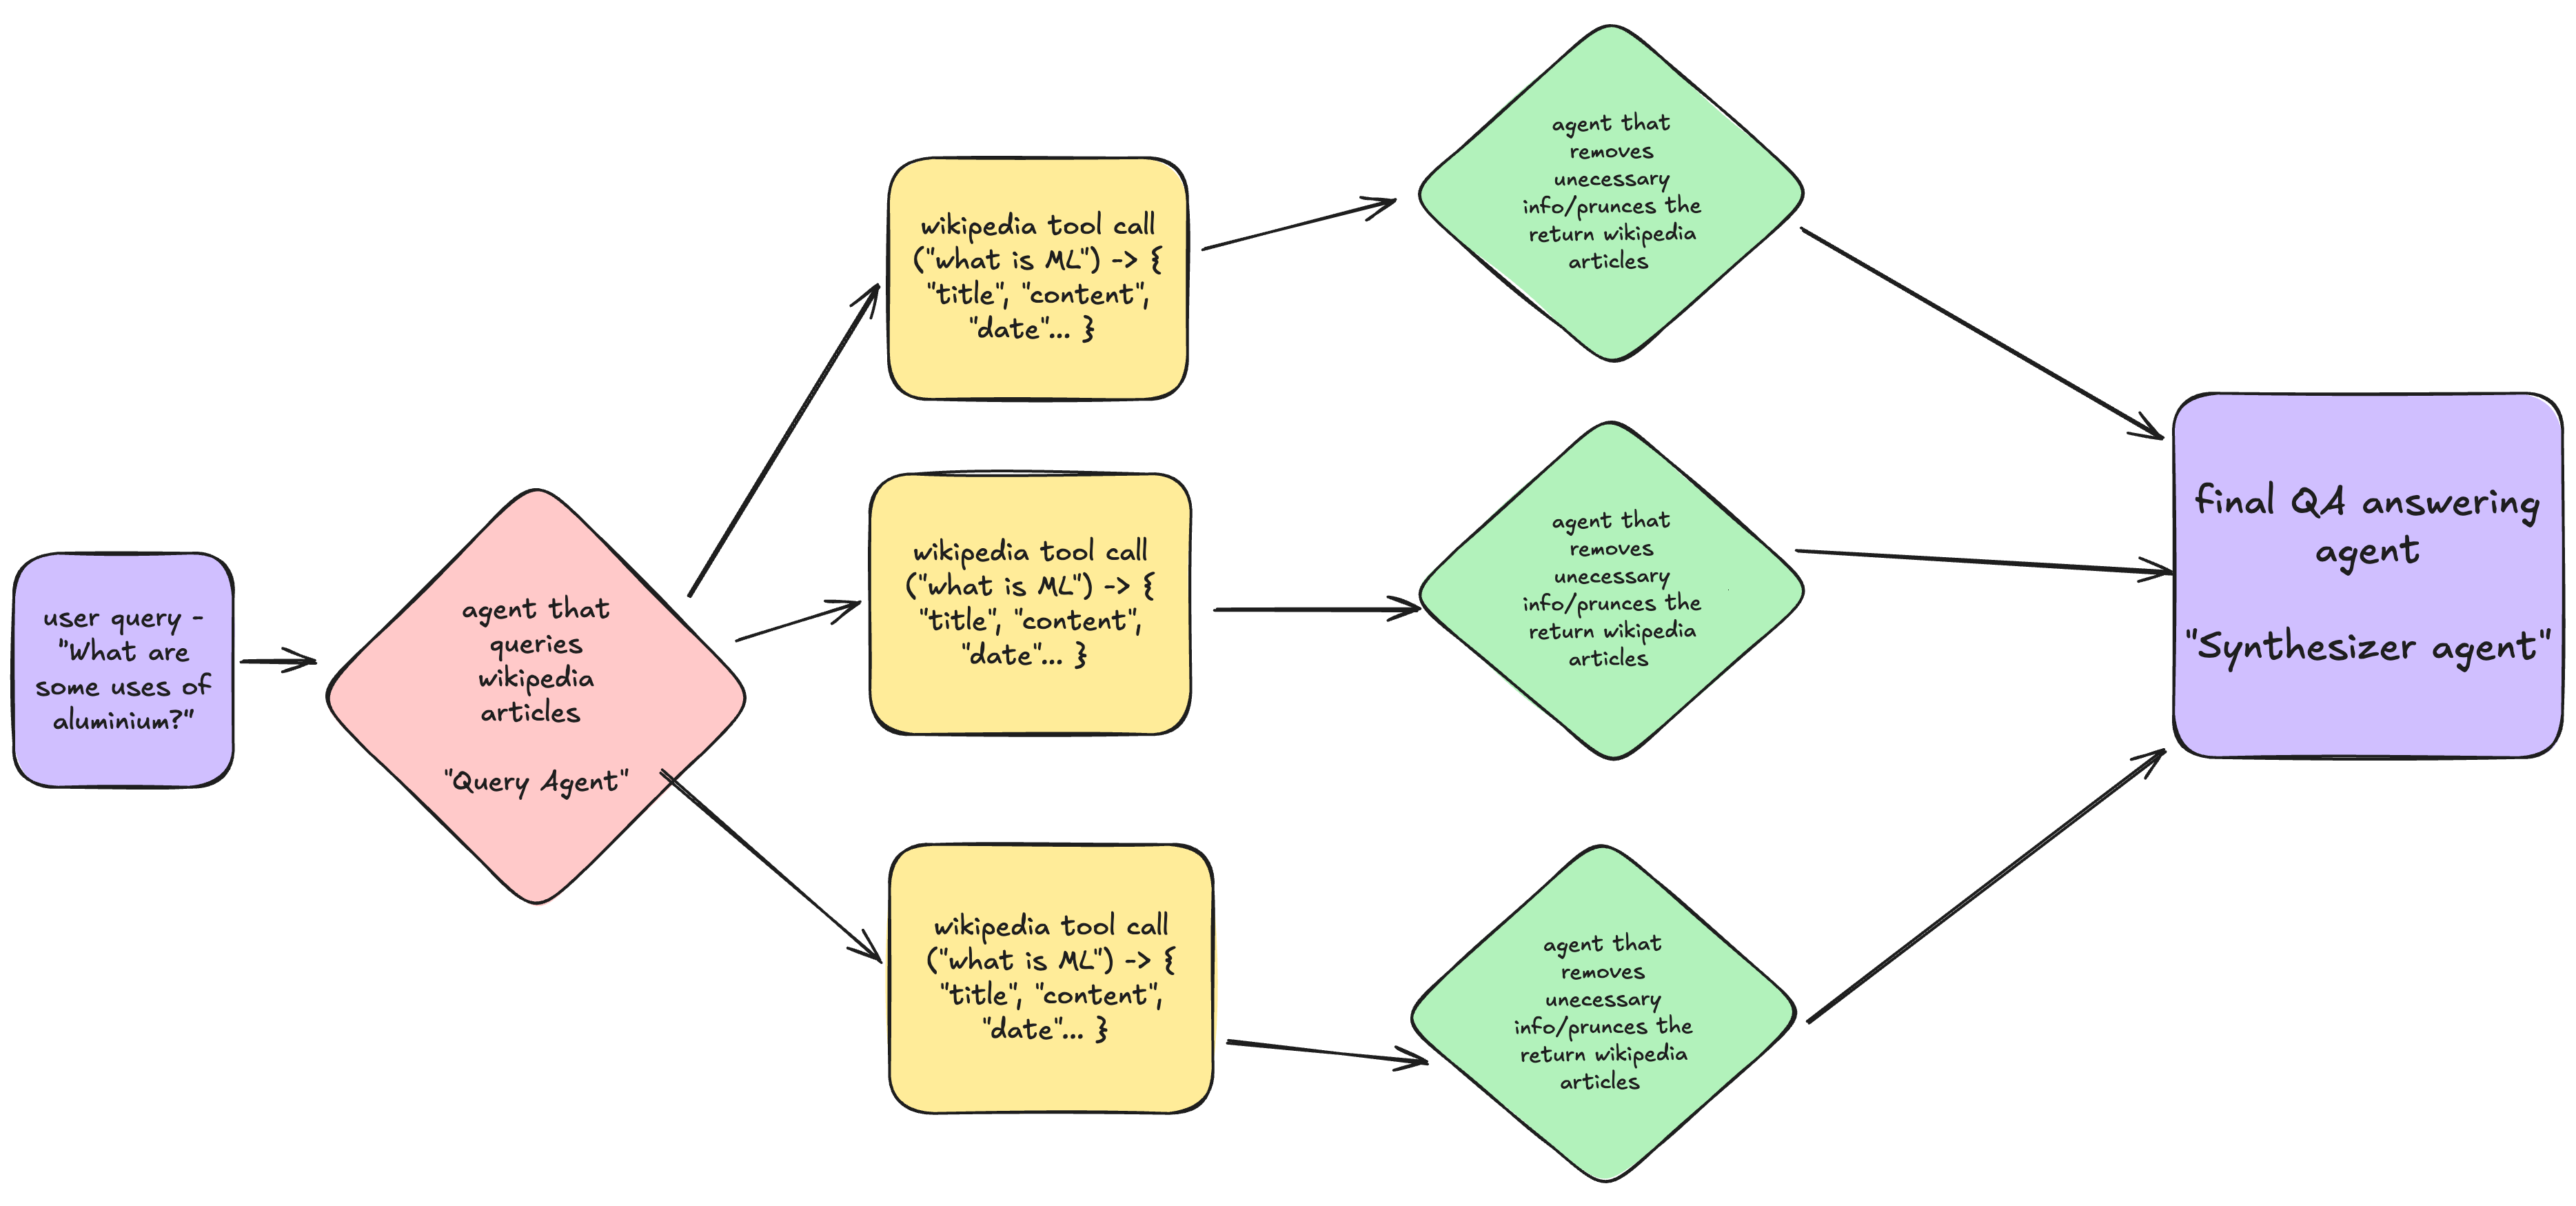 user query -
"What are
some uses of
aluminium?"
agent that
queries
wikipedia
articles
"Query Agent"
wikipedia tool call
("what is ML") -> {
"title", "content",
"date"... }
wikipedia tool call
("what is ML") -> {
"title", "content",
"date"... }
wikipedia tool call
("what is ML") -> {
"title", "content",
"date"... }
agent that
removes
unecessary
info/prunces the
return wikipedia
articles
agent that
removes
unecessary
info/prunces the
return wikipedia
articles
agent that
removes
unecessary
info/prunces the
return wikipedia
articles
final QA answering
agent
"Synthesizer agent"